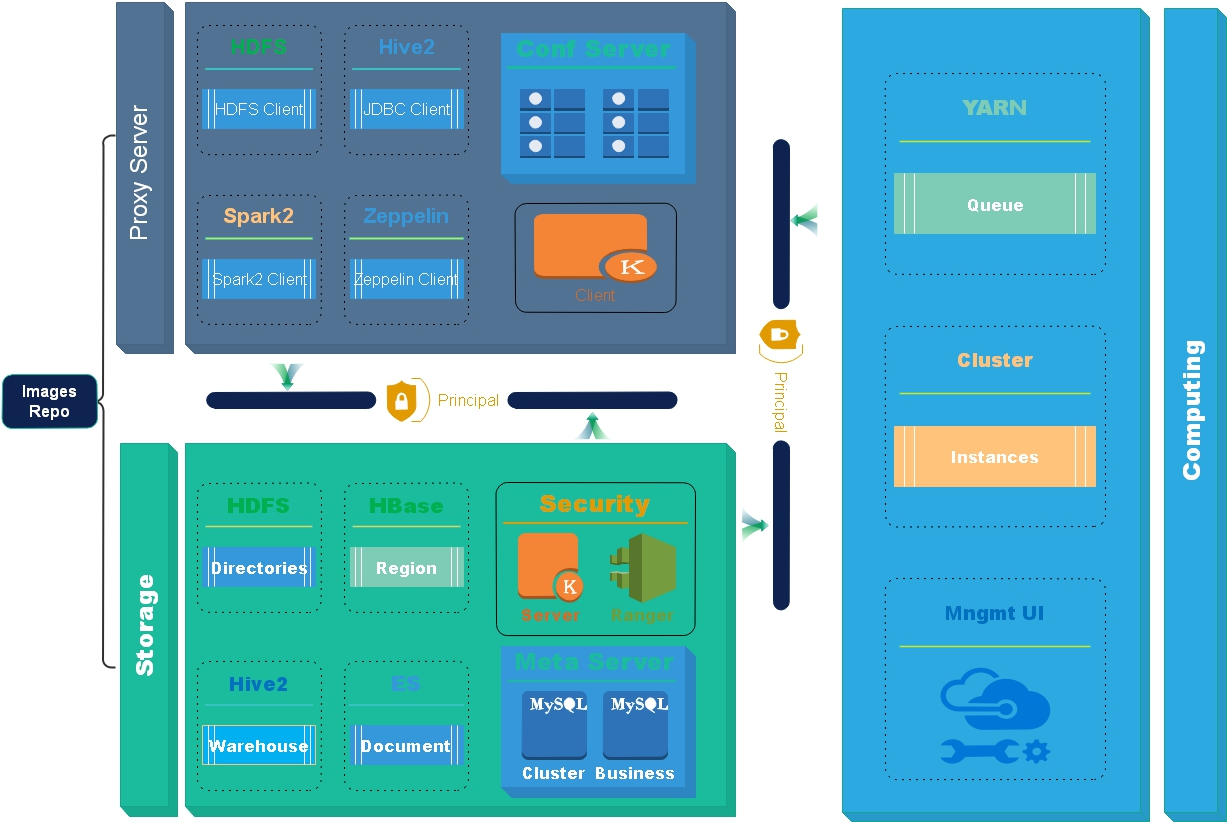 Images
Repo
Proxy Server
HDFS
HDFS Client
Hive2
JDBC Client
Conf Server
Spark2
Spark2 Client
Zeppelin
Zeppelin Client
K
Client
Principal
Principal
Storage
HDFS
Directories
HBase
Region
Security
K
Server
Ranger
Hive2
Warehouse
ES
Document
Meta Server
MySQL
MySQL
Cluster
Business
YARN
Queue
Cluster
Instances
Mngmt UI
Computing